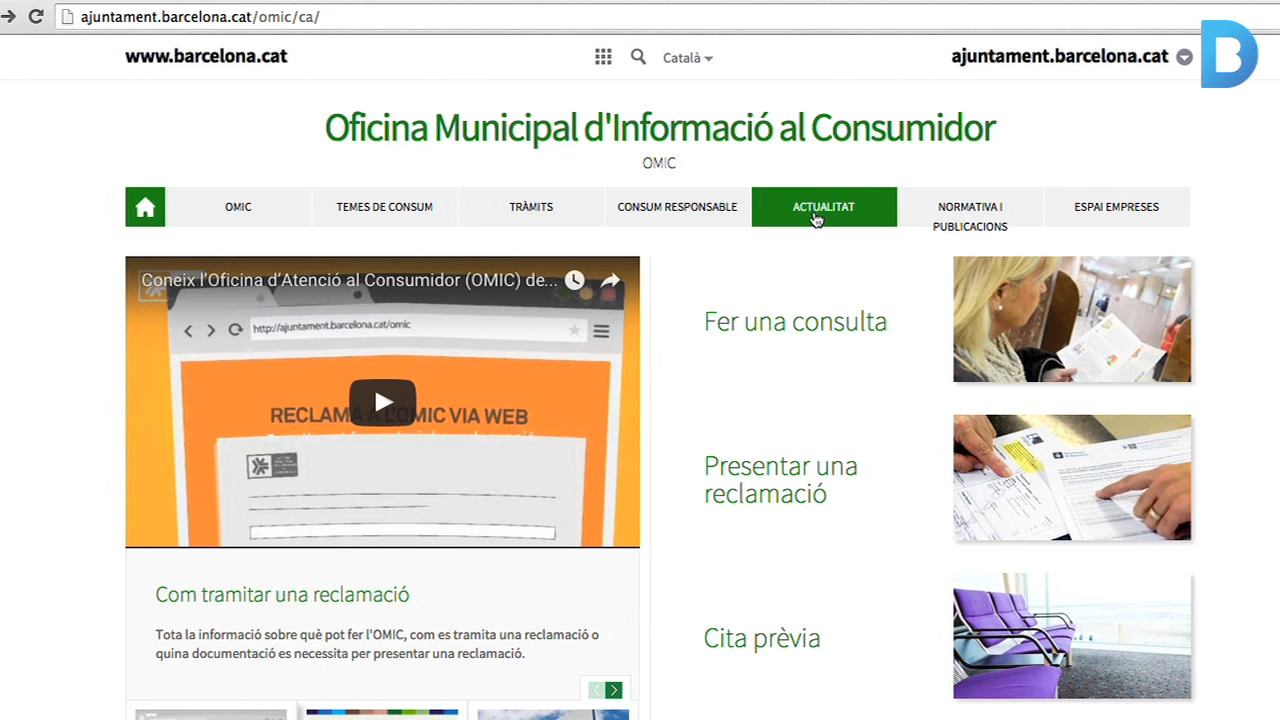 ajuntament.barcelona.cat/omic/ca/
www.barcelona.cat
Català
ajuntament.barcelona.cat
B
Oficina Municipal d'Informació al Consumidor
OMIC
OMIC
TEMES DE CONSUM
TRÀMITS
CONSUM RESPONSABLE
ACTUALITAT
NORMATIVA I
PUBLICACIONS
ESPAI EMPRESES
Coneix l'Oficina d'Atenció al Consumidor (OMIC) de...
http://ajuntament.barcelona.cat/omic
RECLAMA A L'OMIC VIA WEB
Fer una consulta
Presentar una
reclamació
Cita prèvia
Com tramitar una reclamació
Tota la informació sobre què pot fer l'OMIC, com es tramita una reclamació o
quina documentació es necessita per presentar una reclamació.